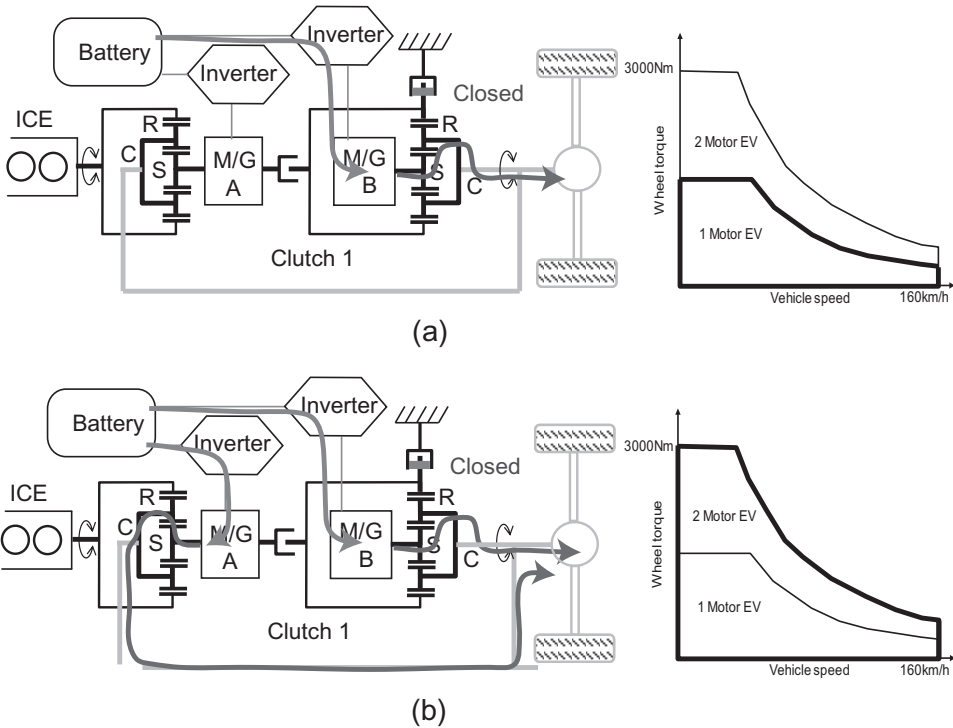 Battery
Inverter
Inverter
Closed
ICE
R
C
S
M/G
A
M/G
B
R
S
C
Clutch 1
3000Nm
2 Motor EV
1 Motor EV
Wheel torque
Vehicle speed
160km/h
(a)
Battery
Inverter
Inverter
Closed
ICE
R
C
S
M/G
A
M/G
B
R
S
C
Clutch 1
3000Nm
2 Motor EV
1 Motor EV
Wheel torque
Vehicle speed
160km/h
(b)